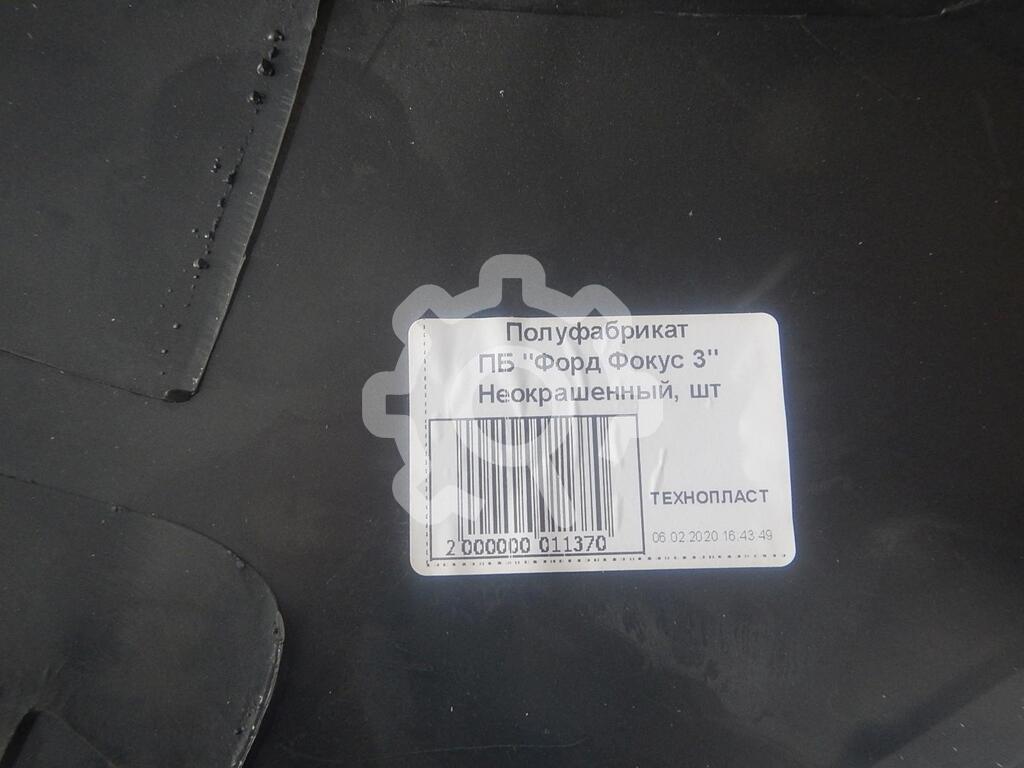 Полуфабрикат
ПБ "Форд Фокус 3"
Неокрашенный, шт
ТЕХНОПЛАСТ
2 000000 011370
06.02.2020 16:43:49